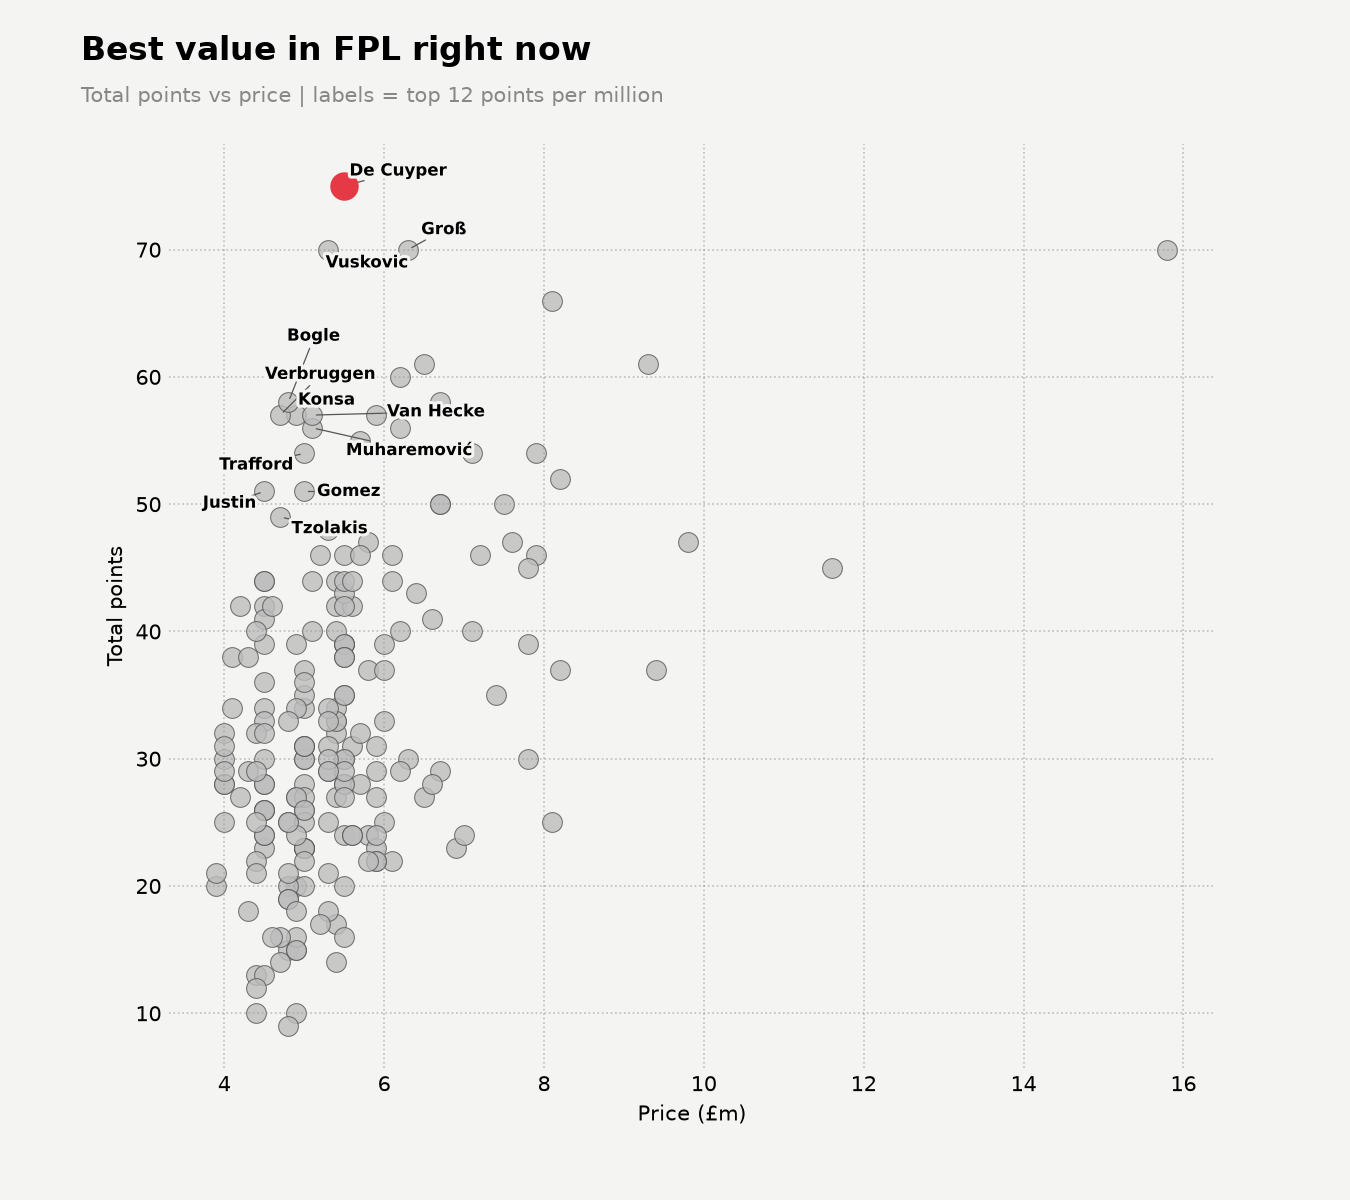 Best value in FPL right now
Total points vs price | labels = top 12 points per million
De Cuyper
Groß
Vuskovic
Bogle
Verbruggen
Konsa
Van Hecke
Muharemović
Trafford
Gomez
Justin
Tzolakis
70
60
50
40
30
20
10
Total points
4
6
8
10
12
14
16
Price (£m)